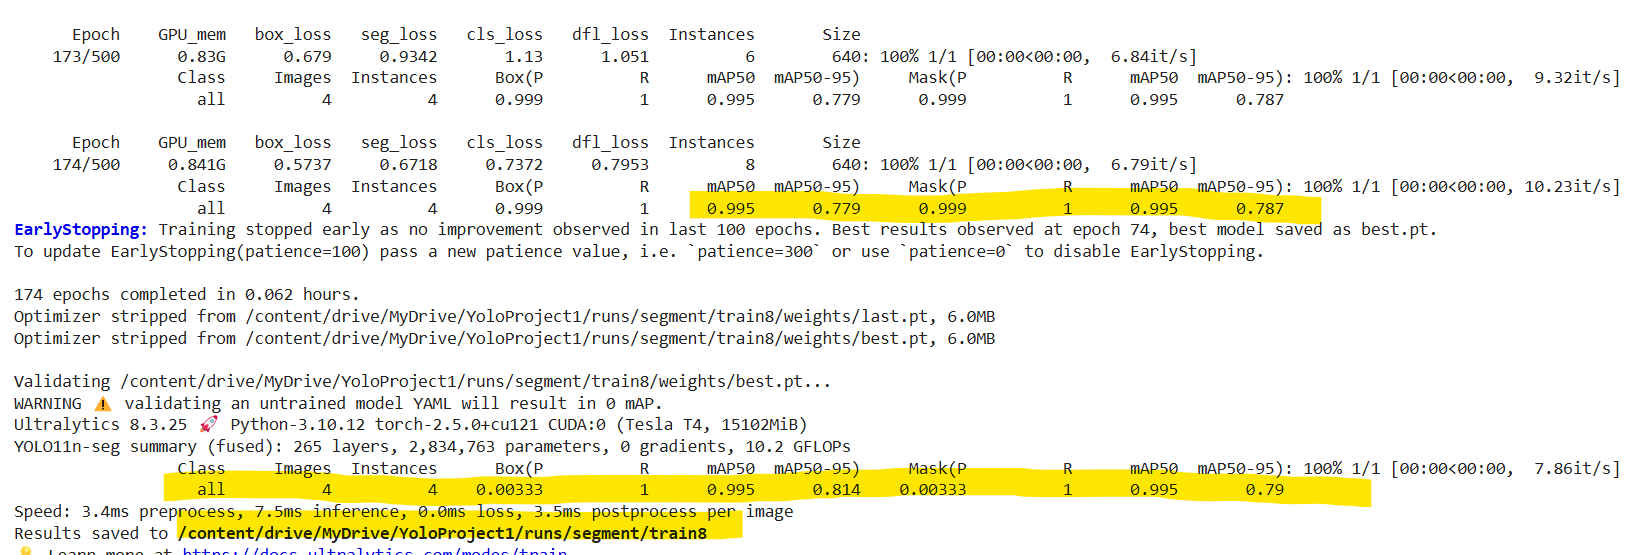 Epoch GPU_mem box_loss seg_loss cls_loss dfl_loss Instances Size
173/500 0.83G 0.679 0.9342 1.13 1.051 6 640: 100% 1/1 [00:00<00:00, 6.84it/s]
Class Images Instances Box(P R mAP50 mAP50-95) Mask(P R mAP50 mAP50-95): 100% 1/1 [00:00<00:00, 9.32it/s]
all 4 4 0.999 1 0.995 0.779 0.999 1 0.995 0.787
Epoch GPU_mem box_loss seg_loss cls_loss dfl_loss Instances Size
174/500 0.841G 0.5737 0.6718 0.7372 0.7953 8 640: 100% 1/1 [00:00<00:00, 6.79it/s]
Class Images Instances Box(P R mAP50 mAP50-95) Mask(P R mAP50 mAP50-95): 100% 1/1 [00:00<00:00, 10.23it/s]
all 4 4 0.999 1 0.995 0.779 0.999 1 0.995 0.787
EarlyStopping: Training stopped early as no improvement observed in last 100 epochs. Best results observed at epoch 74, best model saved as best.pt.
To update EarlyStopping(patience=100) pass a new patience value, i.e. `patience=300` or use `patience=0` to disable EarlyStopping.
174 epochs completed in 0.062 hours.
Optimizer stripped from /content/drive/MyDrive/YoloProject1/runs/segment/train8/weights/last.pt, 6.0MB
Optimizer stripped from /content/drive/MyDrive/YoloProject1/runs/segment/train8/weights/best.pt, 6.0MB
Validating /content/drive/MyDrive/YoloProject1/runs/segment/train8/weights/best.pt...
WARNING ⚠️ validating an untrained model YAML will result in 0 mAP.
Ultralytics 8.3.25 🚀 Python-3.10.12 torch-2.5.0+cu121 CUDA:0 (Tesla T4, 15102MiB)
YOLO11n-seg summary (fused): 265 layers, 2,834,763 parameters, 0 gradients, 10.2 GFLOPs
Class Images Instances Box(P R mAP50 mAP50-95) Mask(P R mAP50 mAP50-95): 100% 1/1 [00:00<00:00, 7.86it/s]
all 4 4 0.00333 1 0.995 0.814 0.00333 1 0.995 0.79
Speed: 3.4ms preprocess, 7.5ms inference, 0.0ms loss, 3.5ms postprocess per image
Results saved to /content/drive/MyDrive/YoloProject1/runs/segment/train8
💡 Learn more at https://docs.ultralytics.com/modes/train